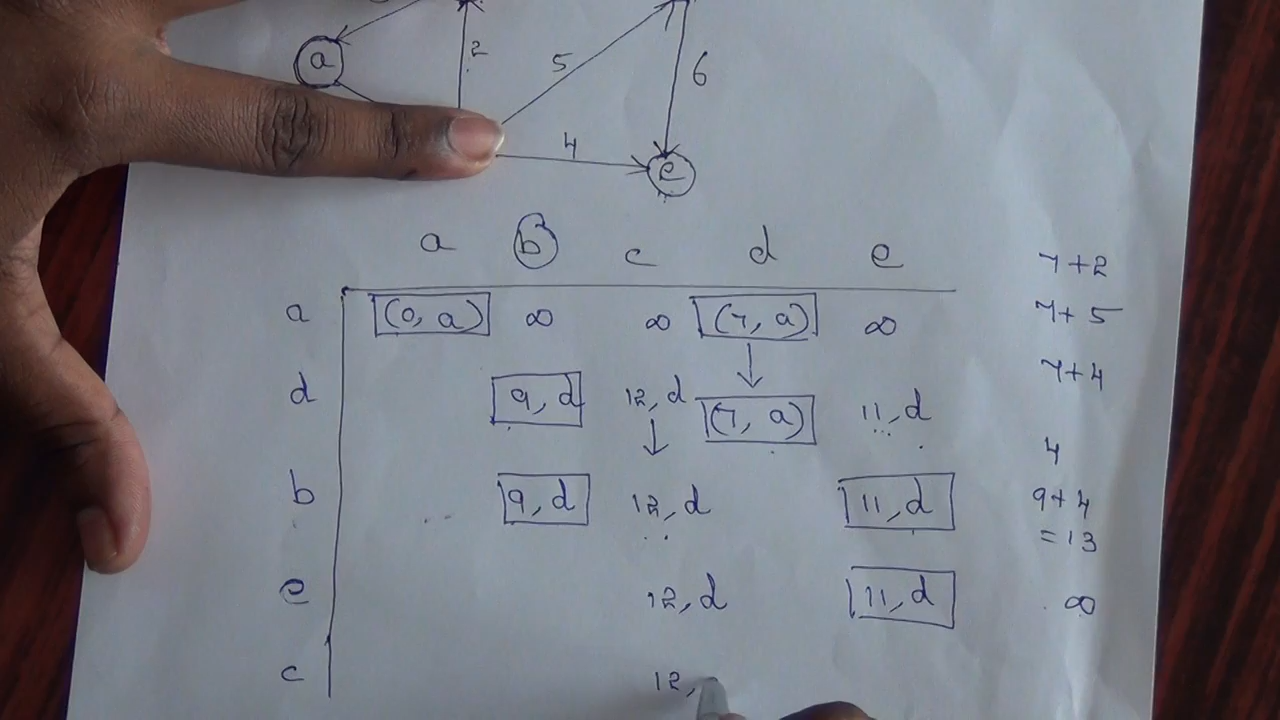 a
2
5
6
4
e
a b c d e
a (0, a) ∞ ∞ (7, a) ∞
d 9, d 12, d (7, a) 11, d
b 9, d 12, d 11, d
e 12, d 11, d
c 12,
7+2
7+5
7+4
4
9+4
=13
∞